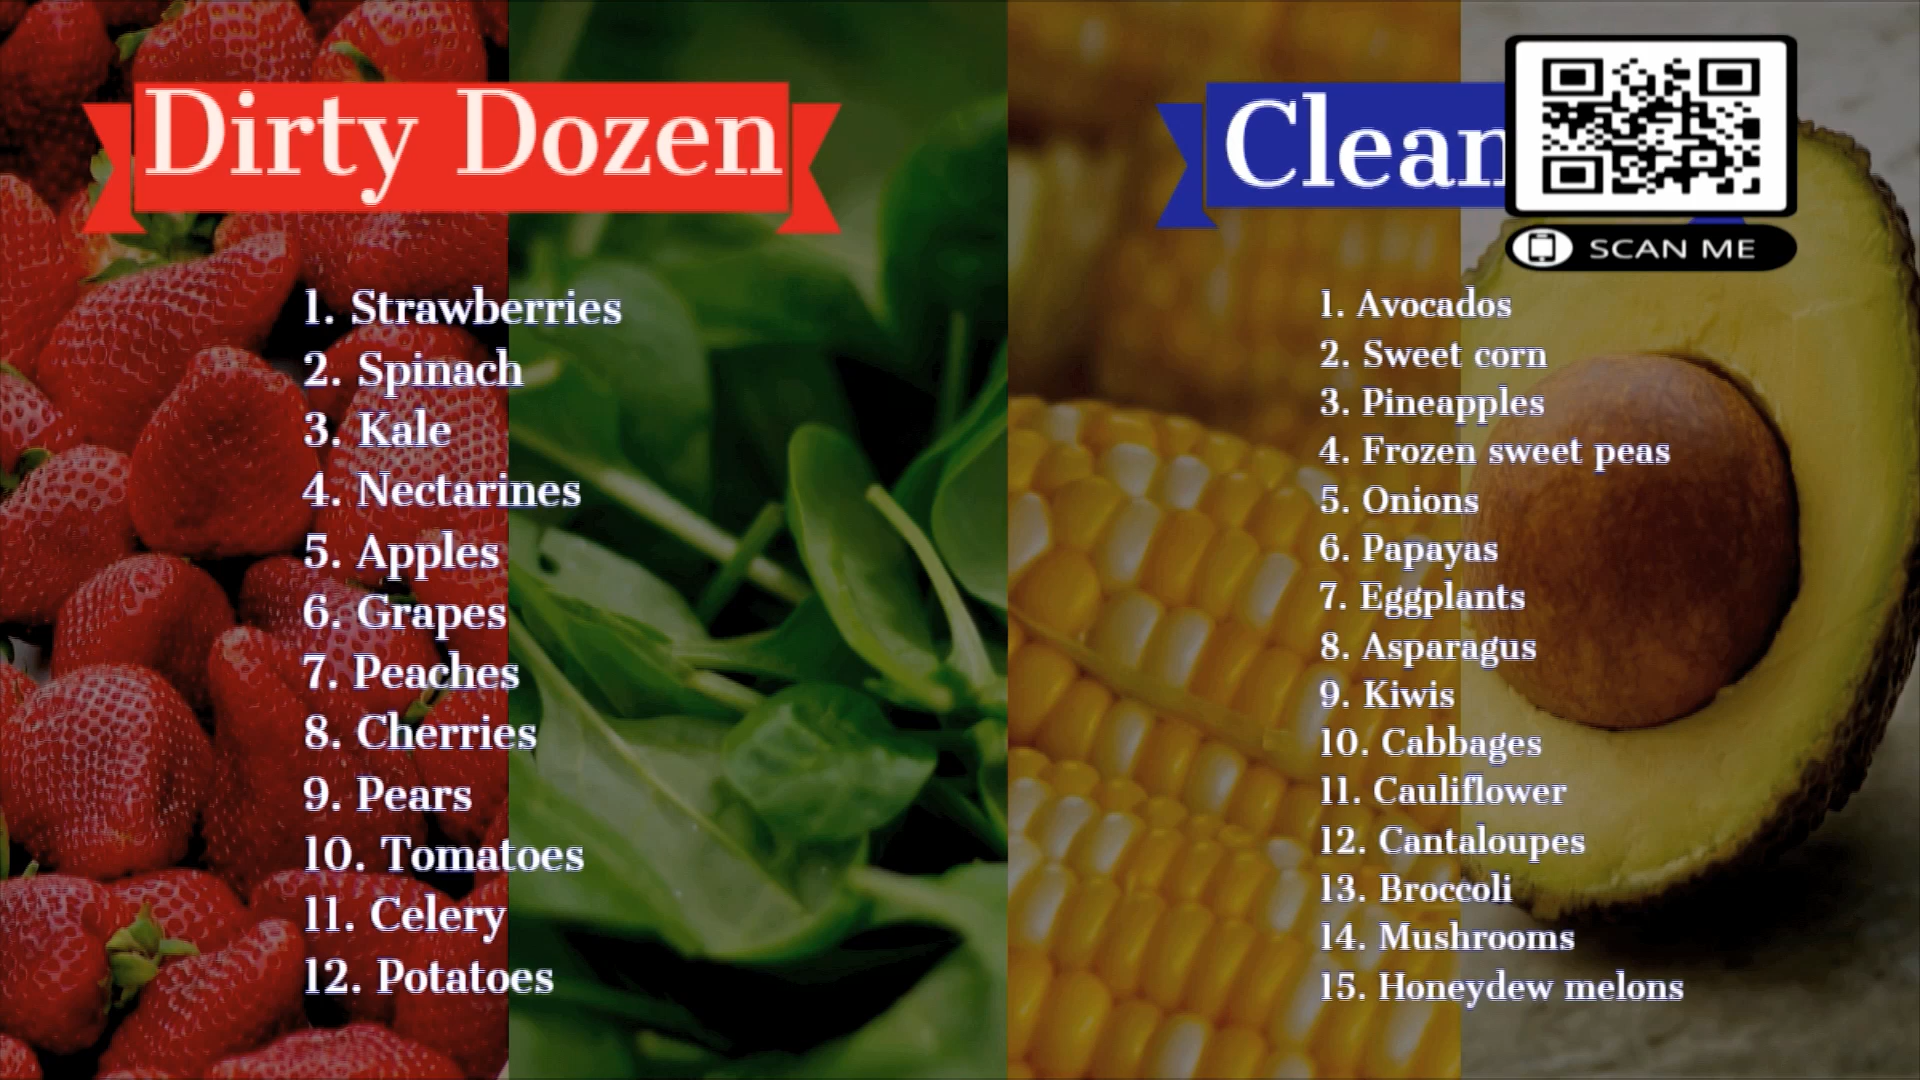 Dirty Dozen
1. Strawberries
2. Spinach
3. Kale
4. Nectarines
5. Apples
6. Grapes
7. Peaches
8. Cherries
9. Pears
10. Tomatoes
11. Celery
12. Potatoes
Clean
SCAN ME
1. Avocados
2. Sweet corn
3. Pineapples
4. Frozen sweet peas
5. Onions
6. Papayas
7. Eggplants
8. Asparagus
9. Kiwis
10. Cabbages
11. Cauliflower
12. Cantaloupes
13. Broccoli
14. Mushrooms
15. Honeydew melons